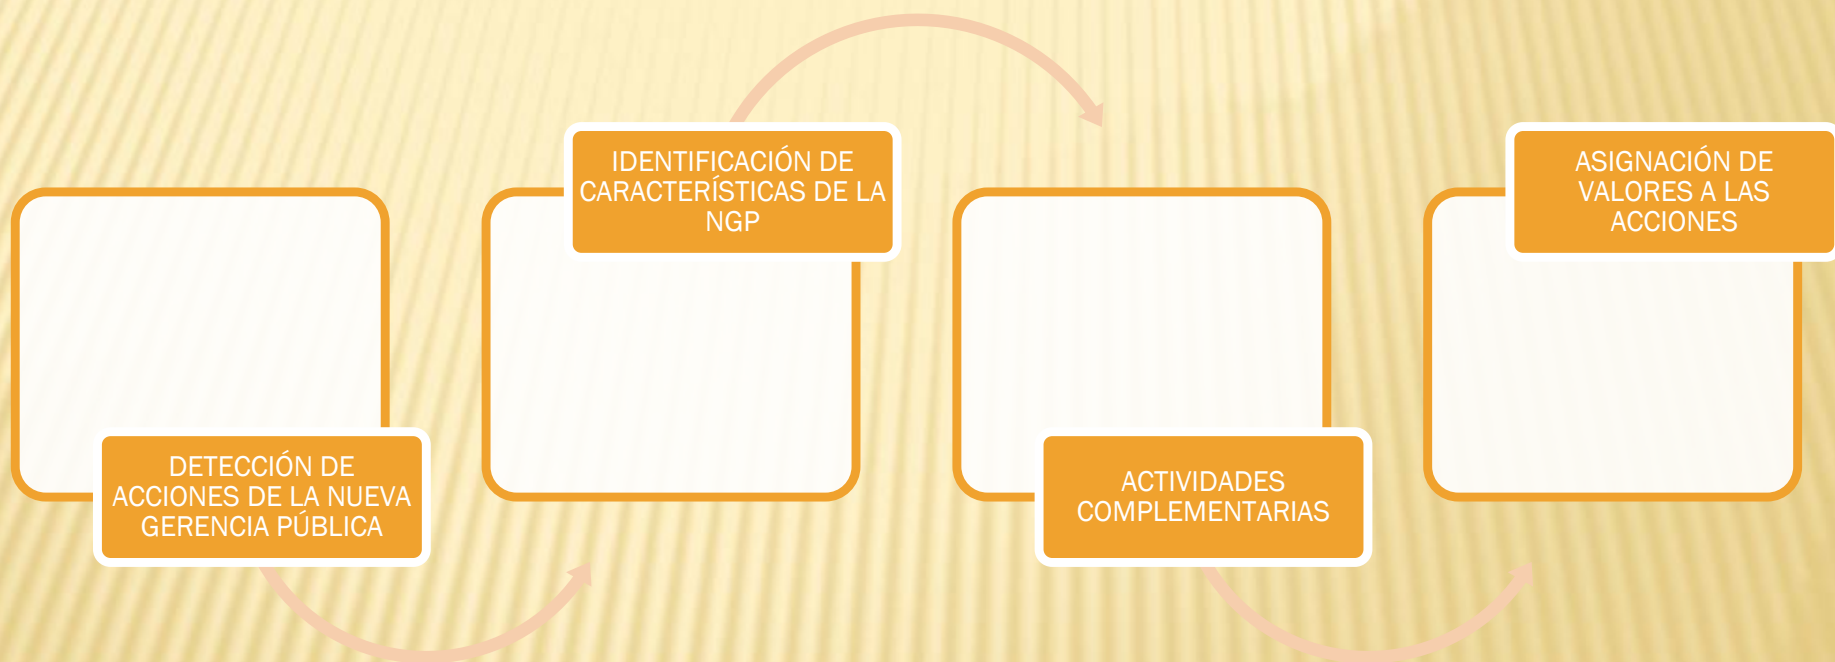 DETECCIÓN DE
ACCIONES DE LA NUEVA
GERENCIA PÚBLICA
IDENTIFICACIÓN DE
CARACTERÍSTICAS DE LA
NGP
ACTIVIDADES
COMPLEMENTARIAS
ASIGNACIÓN DE
VALORES A LAS
ACCIONES